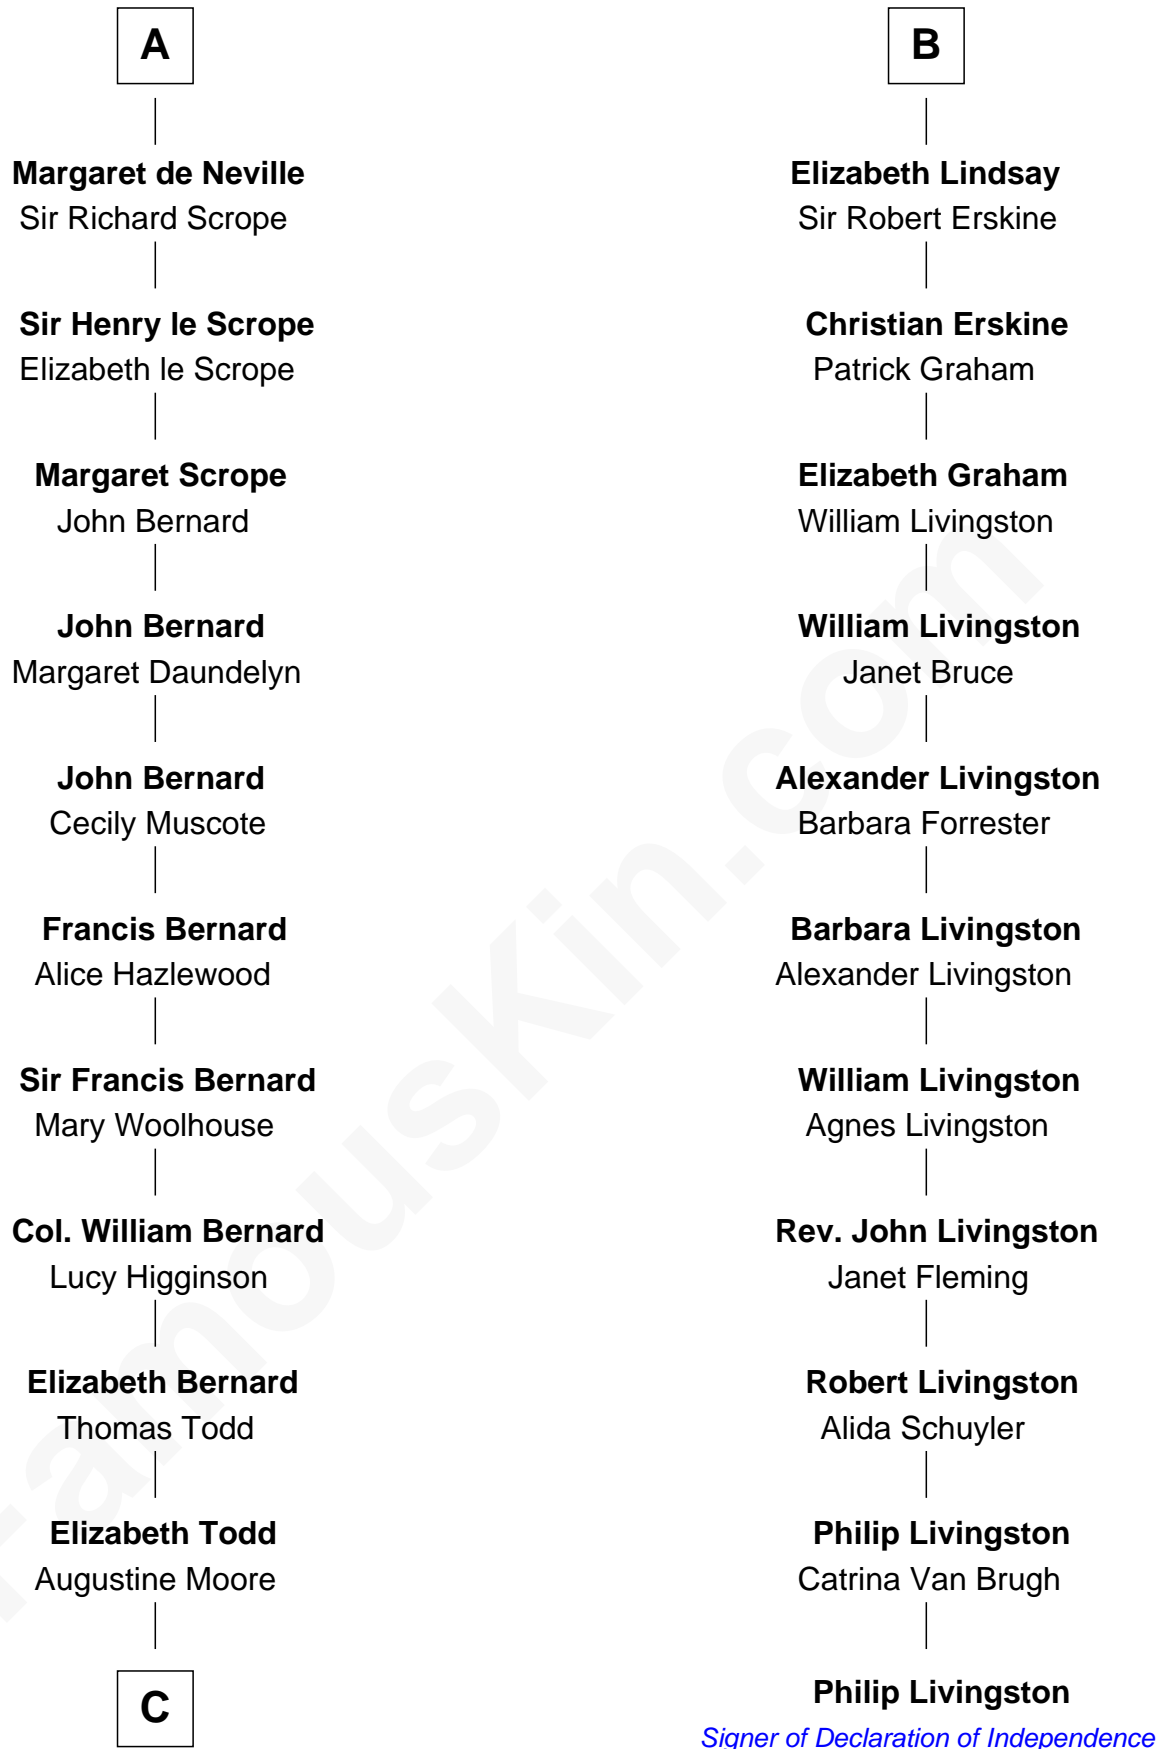 A
Margaret de Neville
Sir Richard Scrope
Sir Henry le Scrope
Elizabeth le Scrope
Margaret Scrope
John Bernard
John Bernard
Margaret Daundelyn
John Bernard
Cecily Muscote
Francis Bernard
Alice Hazlewood
Sir Francis Bernard
Mary Woolhouse
Col. William Bernard
Lucy Higginson
Elizabeth Bernard
Thomas Todd
Elizabeth Todd
Augustine Moore
C
B
Elizabeth Lindsay
Sir Robert Erskine
Christian Erskine
Patrick Graham
Elizabeth Graham
William Livingston
William Livingston
Janet Bruce
Alexander Livingston
Barbara Forrester
Barbara Livingston
Alexander Livingston
William Livingston
Agnes Livingston
Rev. John Livingston
Janet Fleming
Robert Livingston
Alida Schuyler
Philip Livingston
Catrina Van Brugh
Philip Livingston
Signer of Declaration of Independence
FamousKin.com